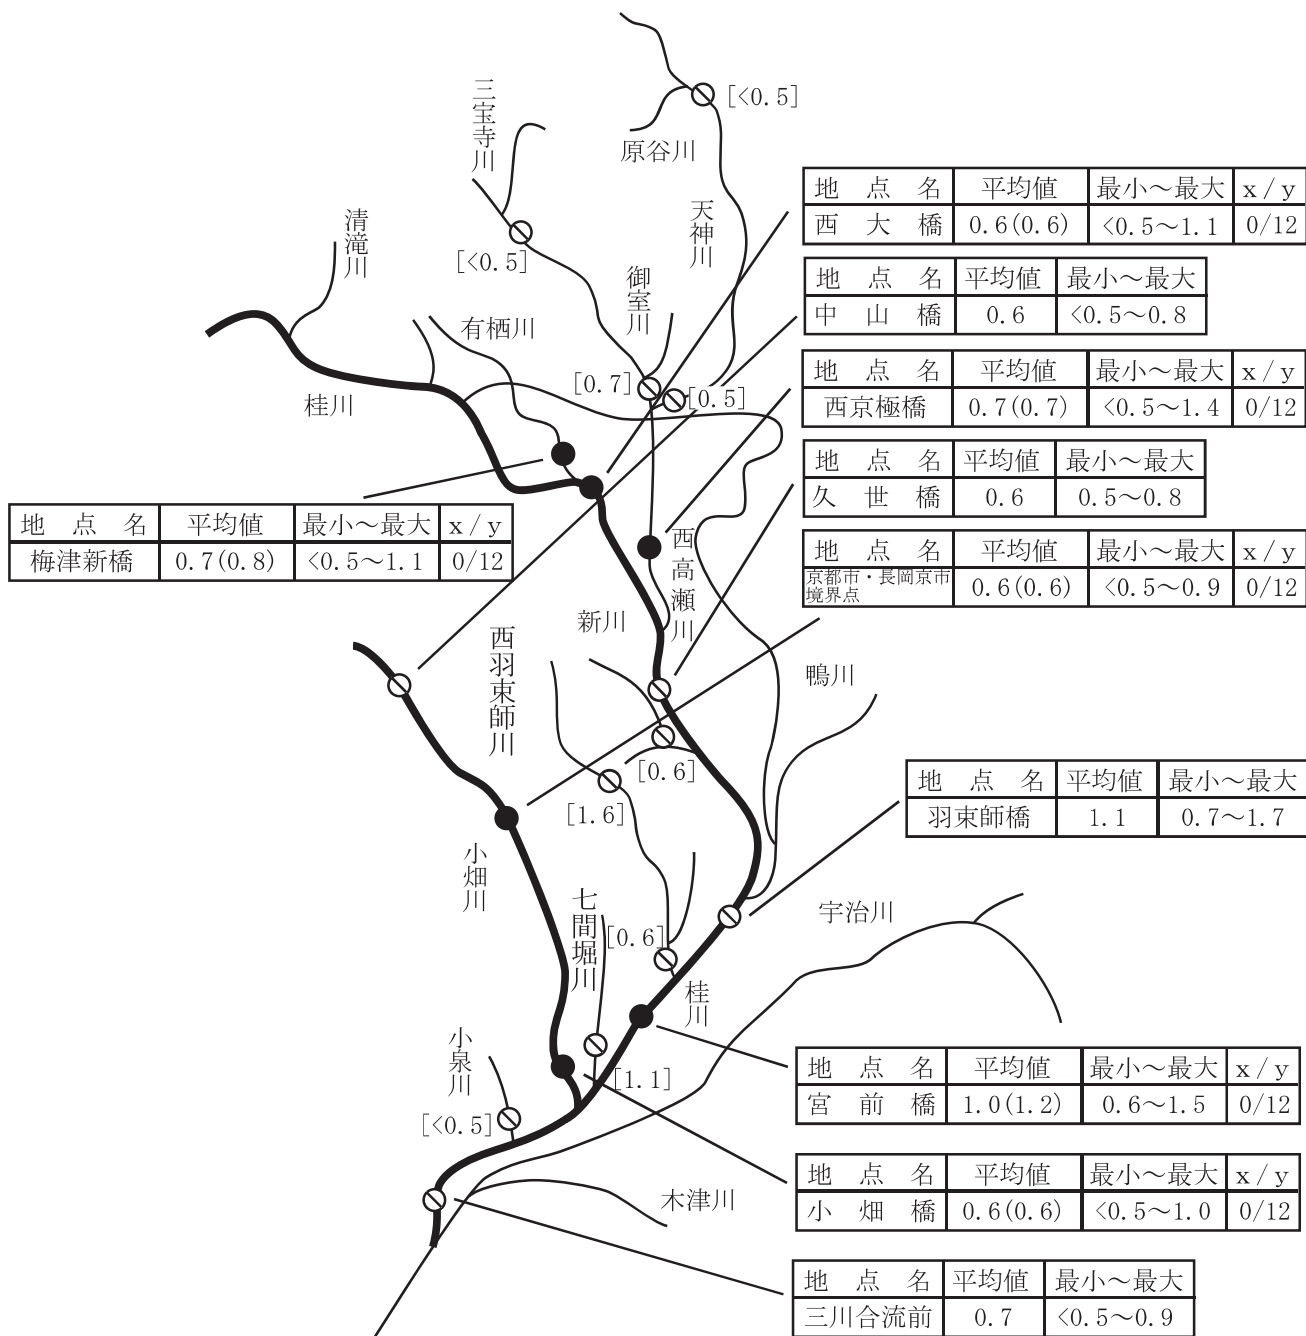 [<0.5]
三宝寺川
原谷川
天神川
清滝川
[<0.5]
御室川
有栖川
桂川
[0.7]
[0.5]
地点名 平均値 最小～最大 x/y
西大橋 0.6(0.6) <0.5～1.1 0/12
地点名 平均値 最小～最大
中山橋 0.6 <0.5～0.8
地点名 平均値 最小～最大 x/y
西京極橋 0.7(0.7) <0.5～1.4 0/12
地点名 平均値 最小～最大
久世橋 0.6 0.5～0.8
地点名 平均値 最小～最大 x/y
梅津新橋 0.7(0.8) <0.5～1.1 0/12
地点名 平均値 最小～最大 x/y
京都市・長岡京市
境界点 0.6(0.6) <0.5～0.9 0/12
西高瀬川
新川
西羽束師川
鴨川
[0.6]
[1.6]
地点名 平均値 最小～最大
羽束師橋 1.1 0.7～1.7
小畑川
七間堀川
宇治川
[0.6]
桂川
小泉川
[1.1]
[<0.5]
地点名 平均値 最小～最大 x/y
宮前橋 1.0(1.2) 0.6～1.5 0/12
地点名 平均値 最小～最大 x/y
小畑橋 0.6(0.6) <0.5～1.0 0/12
木津川
地点名 平均値 最小～最大
三川合流前 0.7 <0.5～0.9